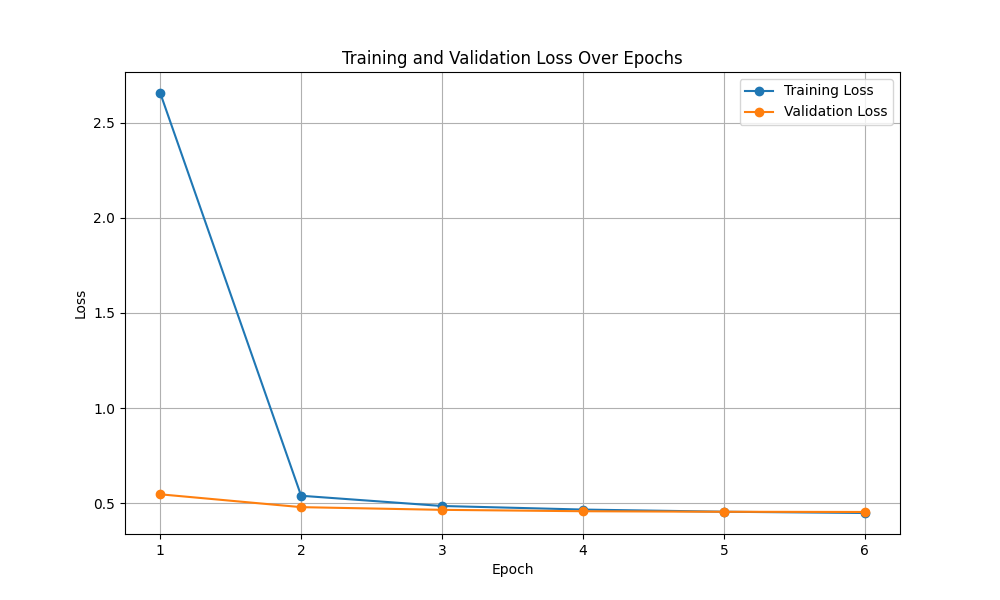 Training and Validation Loss Over Epochs
Training Loss
Validation Loss
Loss
2.5
2.0
1.5
1.0
0.5
1 2 3 4 5 6
Epoch